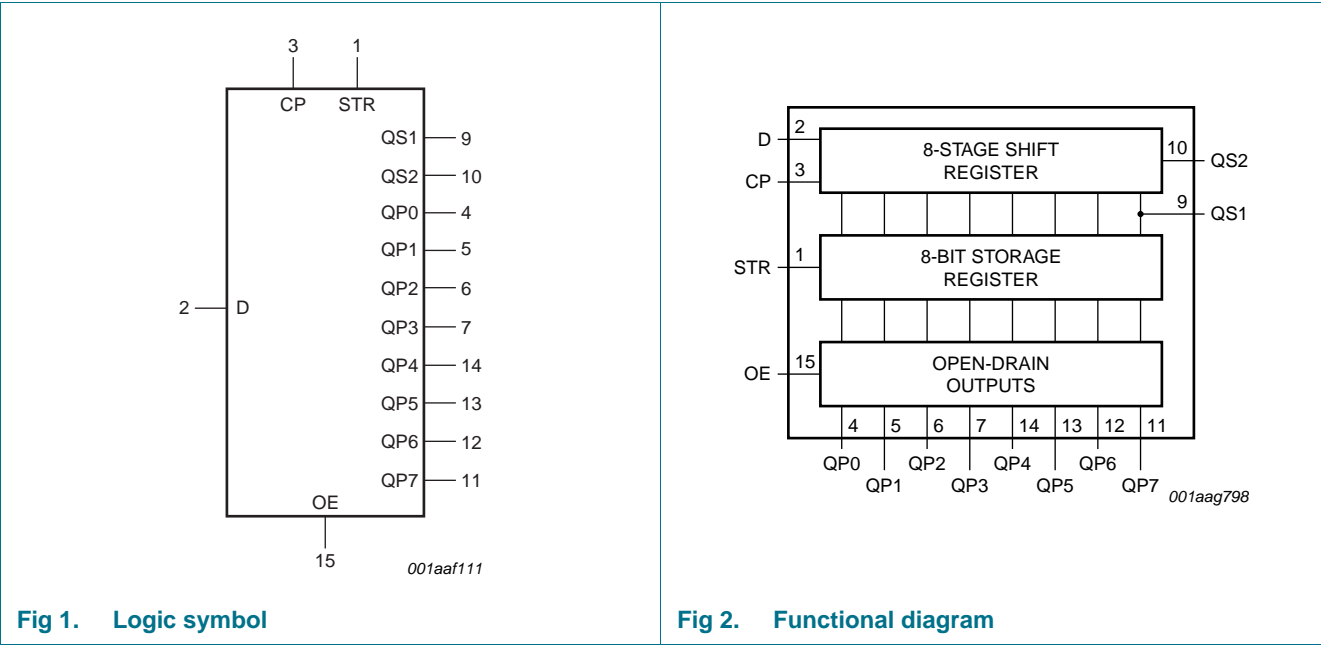 3 1
CP STR
QS1 9
QS2 10
QP0 4
QP1 5
QP2 6
QP3 7
2 D
QP4 14
QP5 13
QP6 12
QP7 11
OE
15
001aaf111
Fig 1. Logic symbol
D 2
8-STAGE SHIFT
REGISTER
10 QS2
CP 3
9 QS1
STR 1
8-BIT STORAGE
REGISTER
OE 15
OPEN-DRAIN
OUTPUTS
4 5 6 7 14 13 12 11
QP0 QP2 QP4 QP6
QP1 QP3 QP5 QP7
001aag798
Fig 2. Functional diagram